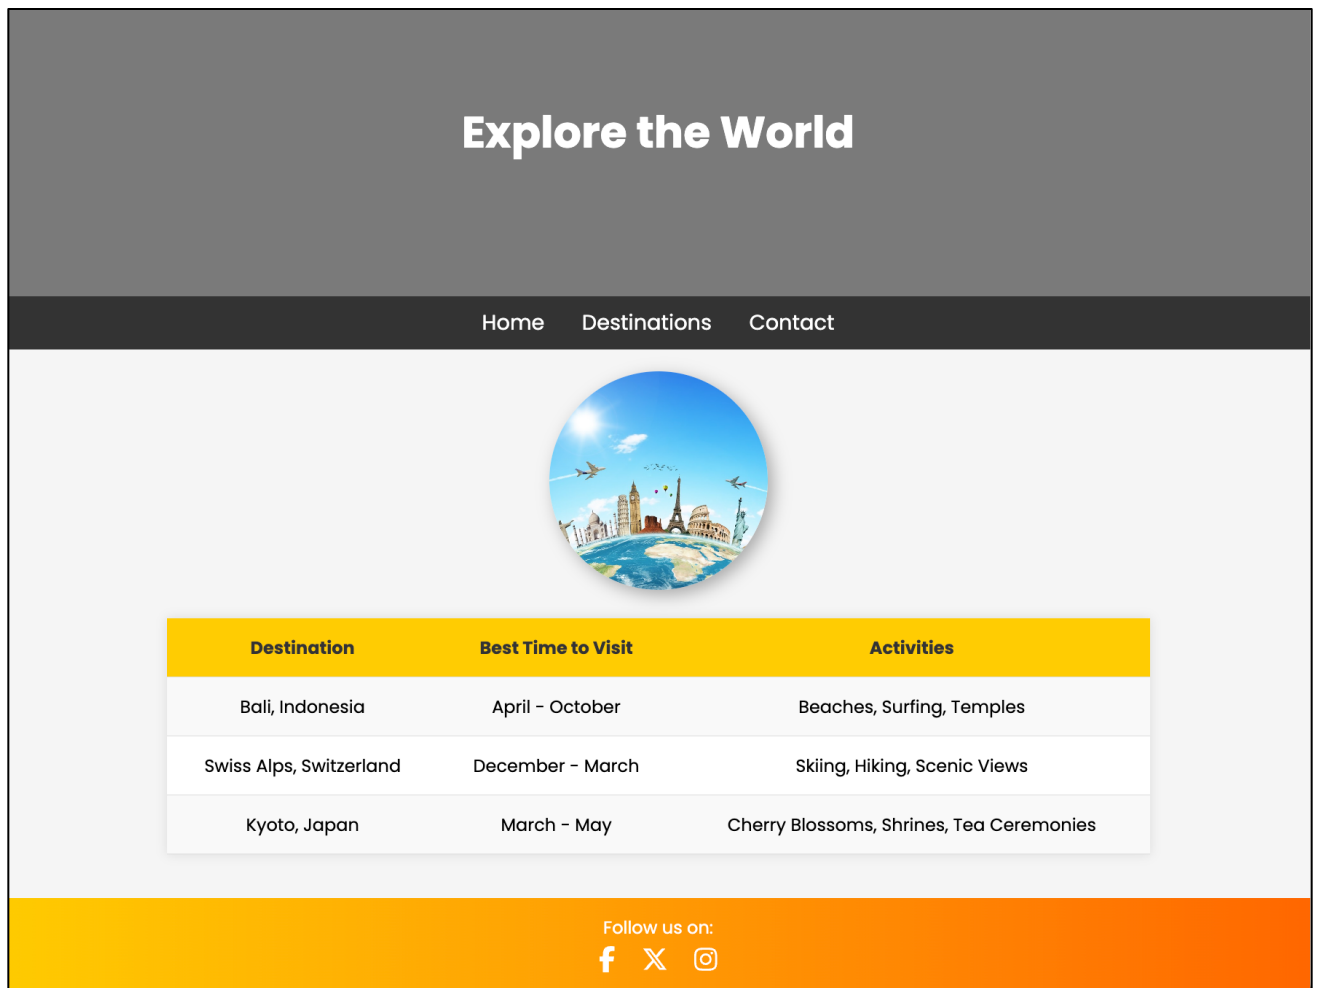 Explore the World
Home Destinations Contact
Destination Best Time to Visit Activities
Bali, Indonesia April - October Beaches, Surfing, Temples
Swiss Alps, Switzerland December - March Skiing, Hiking, Scenic Views
Kyoto, Japan March - May Cherry Blossoms, Shrines, Tea Ceremonies
Follow us on: